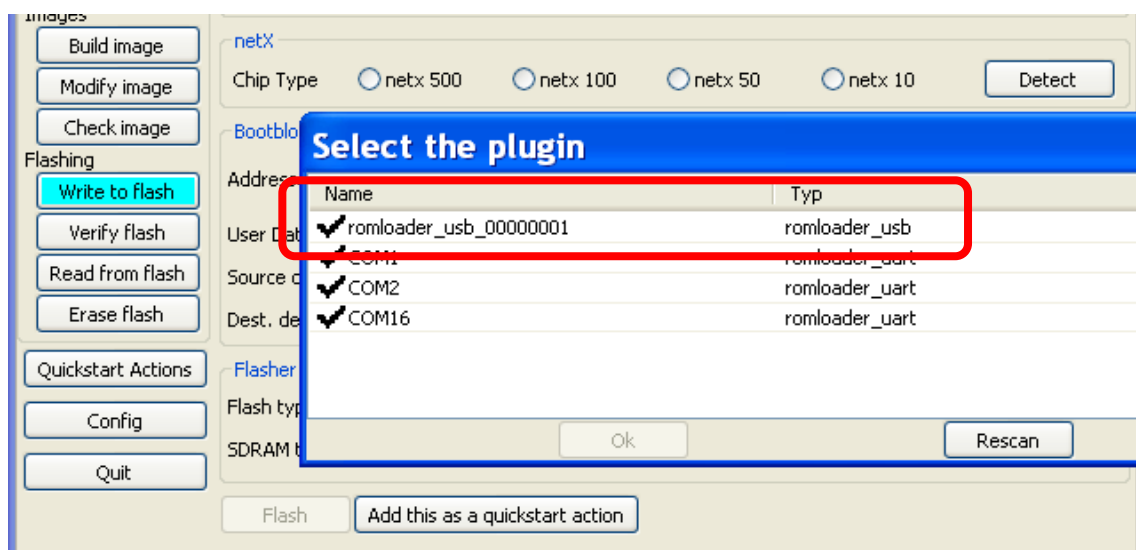 Images
Build image
Modify image
Check image
Flashing
Write to flash
Verify flash
Read from flash
Erase flash
Quickstart Actions
Config
Quit
netX
Chip Type netx 500 netx 100 netx 50 netx 10 Detect
Bootblo
Address
User Dat
Source d
Dest. de
Flasher
Flash typ
SDRAM t
Flash Add this as a quickstart action
Select the plugin
Name Typ
romloader_usb_00000001 romloader_usb
COM1 romloader_uart
COM2 romloader_uart
COM16 romloader_uart
Ok Rescan